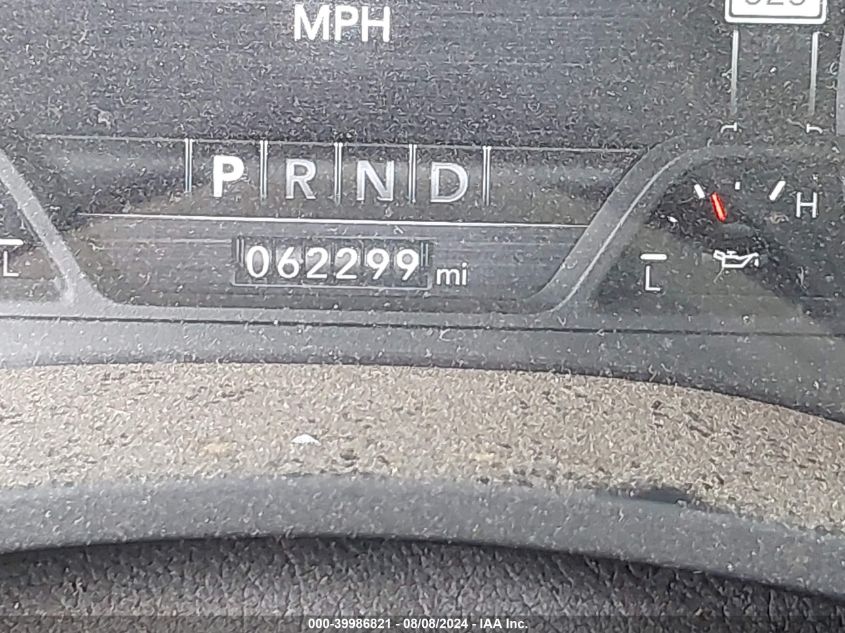 MPH
P R N D
H
062299 mi
L
L
000-39986821 - 08/08/2024 - IAA Inc.